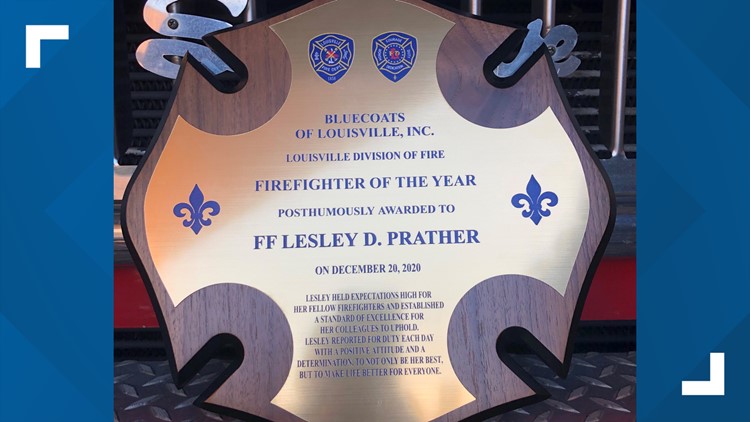 BLUECOATS
OF LOUISVILLE, INC.
LOUISVILLE DIVISION OF FIRE
FIREFIGHTER OF THE YEAR
POSTHUMOUSLY AWARDED TO
FF LESLEY D. PRATHER
ON DECEMBER 20, 2020
LESLEY HELD EXPECTATIONS HIGH FOR
HER FELLOW FIREFIGHTERS AND ESTABLISHED
A STANDARD OF EXCELLENCE FOR
HER COLLEAGUES TO UPHOLD.
LESLEY REPORTED FOR DUTY EACH DAY
WITH A POSITIVE ATTITUDE AND A
DETERMINATION, TO NOT ONLY BE HER BEST,
BUT TO MAKE LIFE BETTER FOR EVERYONE.